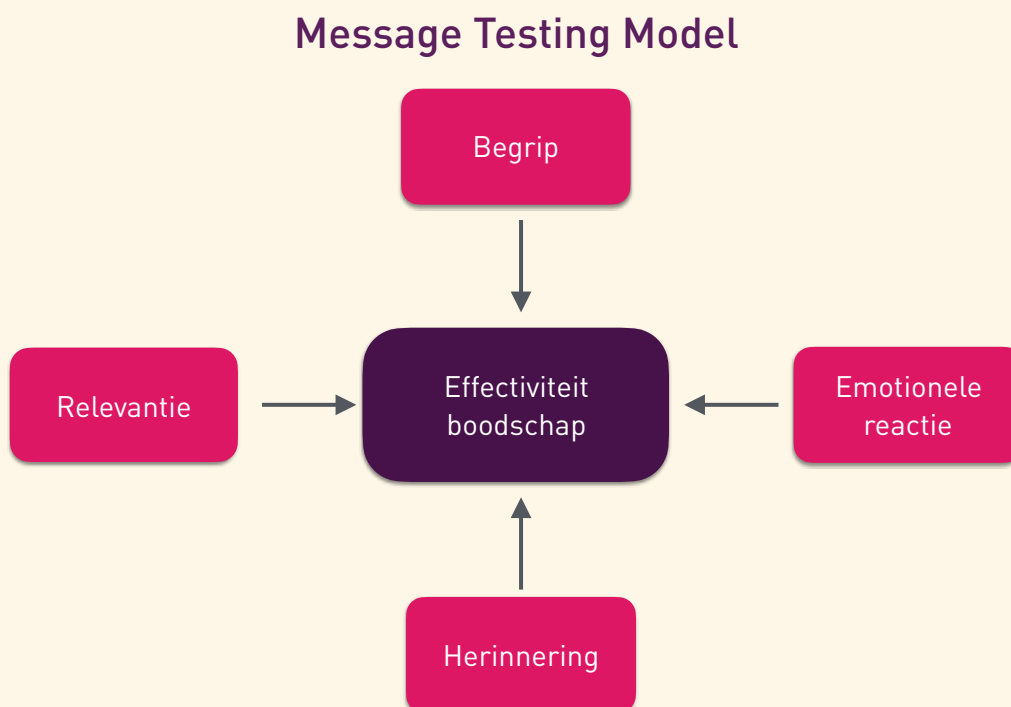 Message Testing Model
Begrip
Relevantie
Effectiviteit
boodschap
Emotionele
reactie
Herinnering